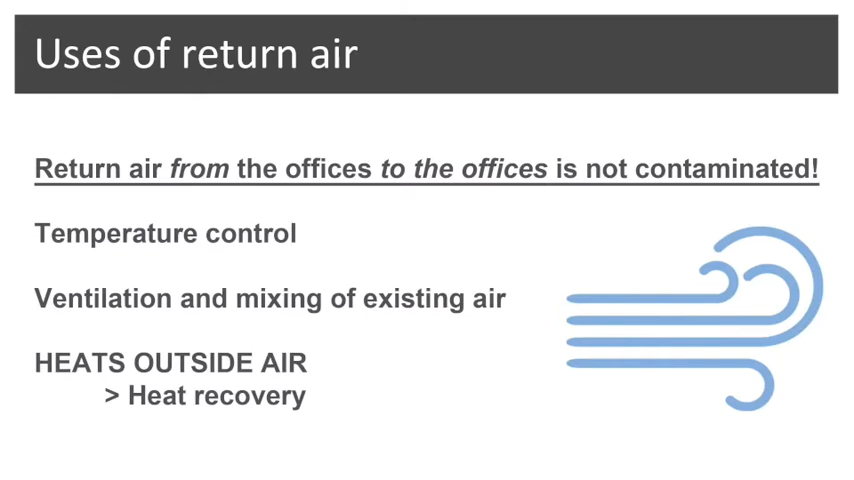 Uses of return air
Return air from the offices to the offices is not contaminated!
Temperature control
Ventilation and mixing of existing air
HEATS OUTSIDE AIR
> Heat recovery